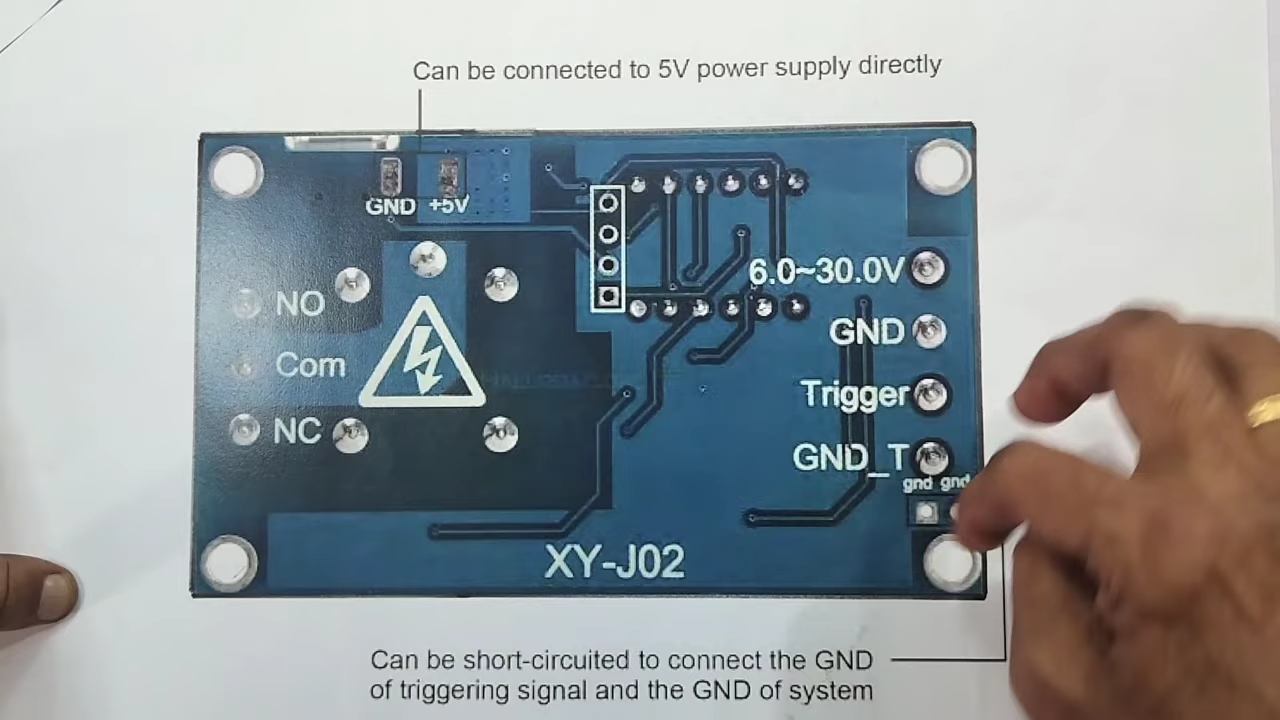 Can be connected to 5V power supply directly
GND +5V
6.0~30.0V
NO
GND
Com
Trigger
NC
GND_T
gnd gnd
XY-J02
Can be short-circuited to connect the GND
of triggering signal and the GND of system